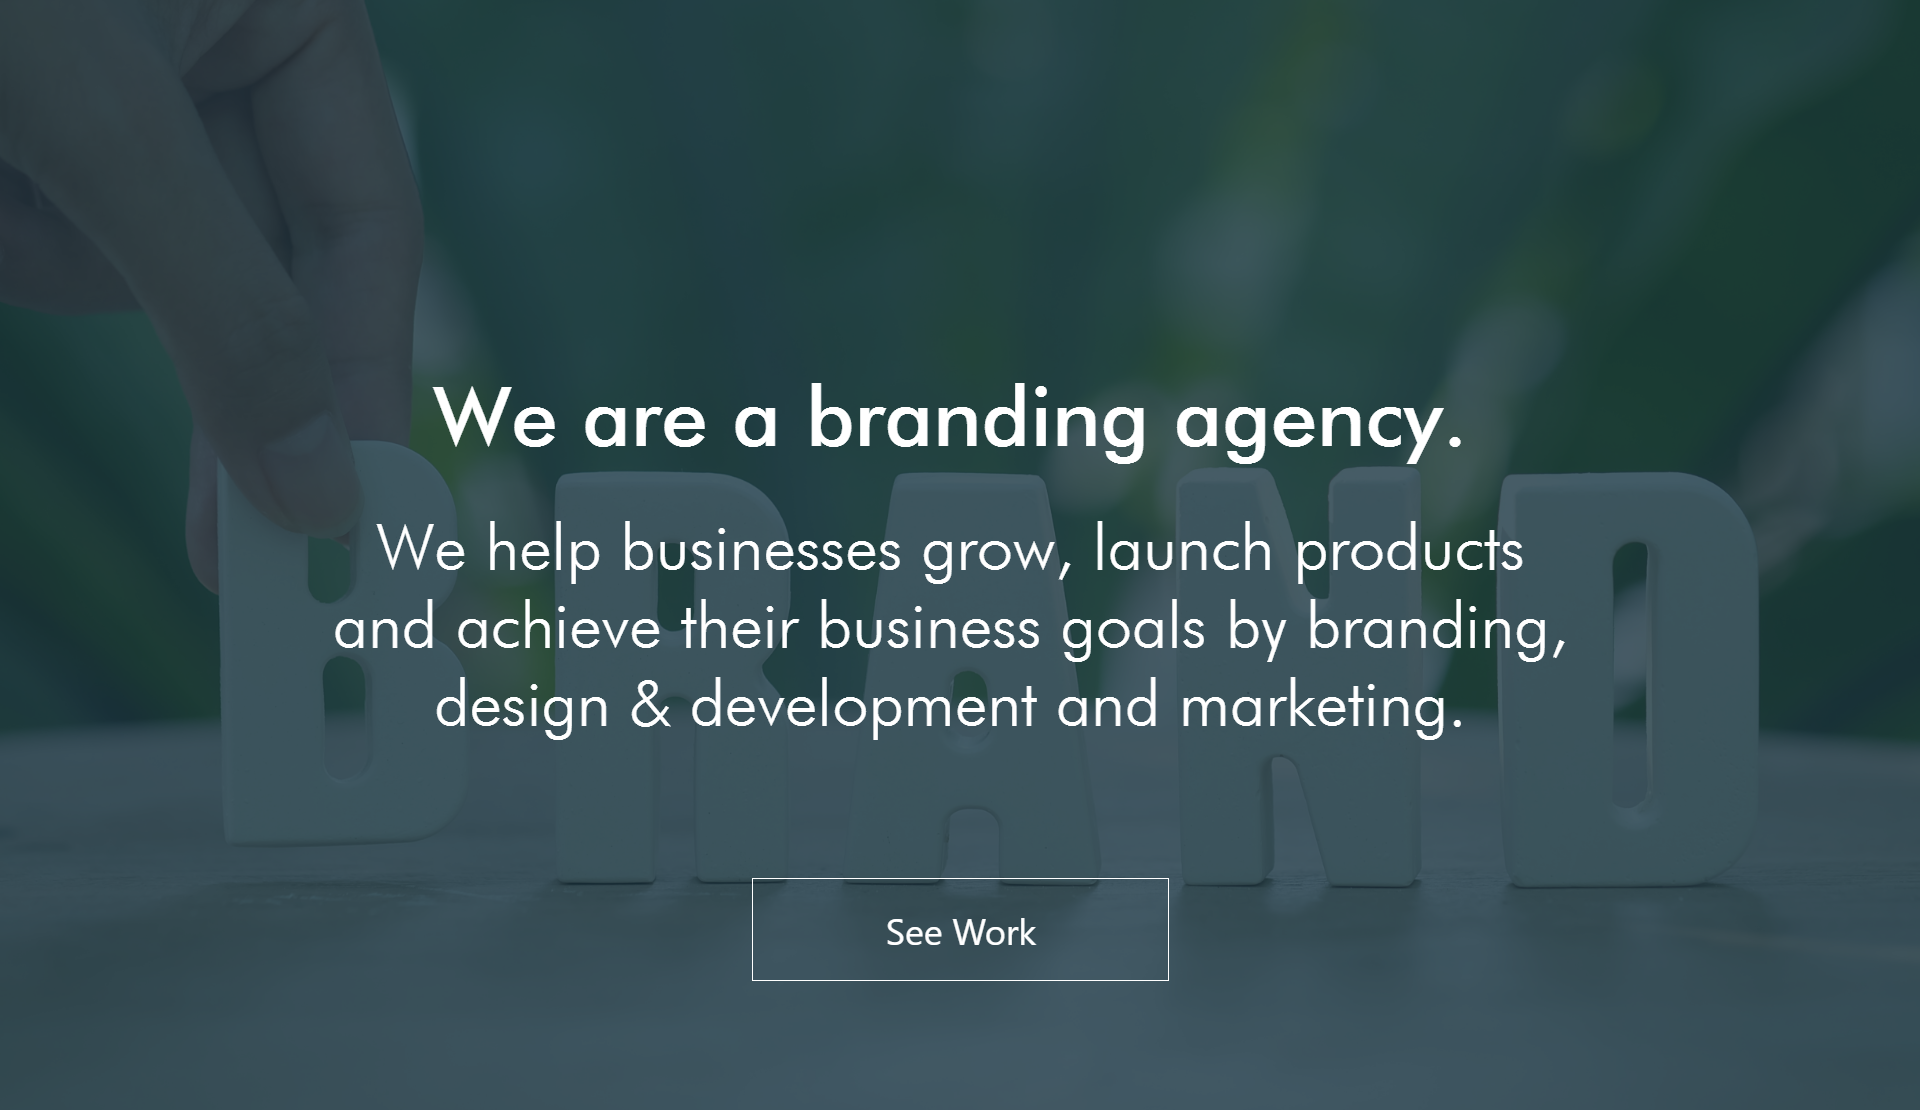 We are a branding agency.
We help businesses grow, launch products
and achieve their business goals by branding,
design & development and marketing.
BRAND
See Work